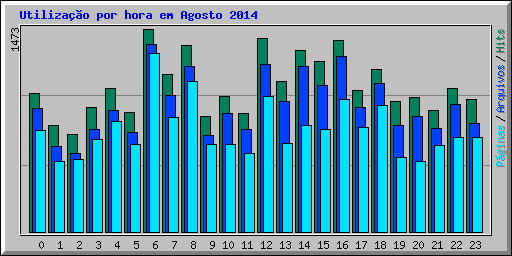 Utilização por hora em Agosto 2014
1473
Páginas / Arquivos / Hits
0 1 2 3 4 5 6 7 8 9 10 11 12 13 14 15 16 17 18 19 20 21 22 23